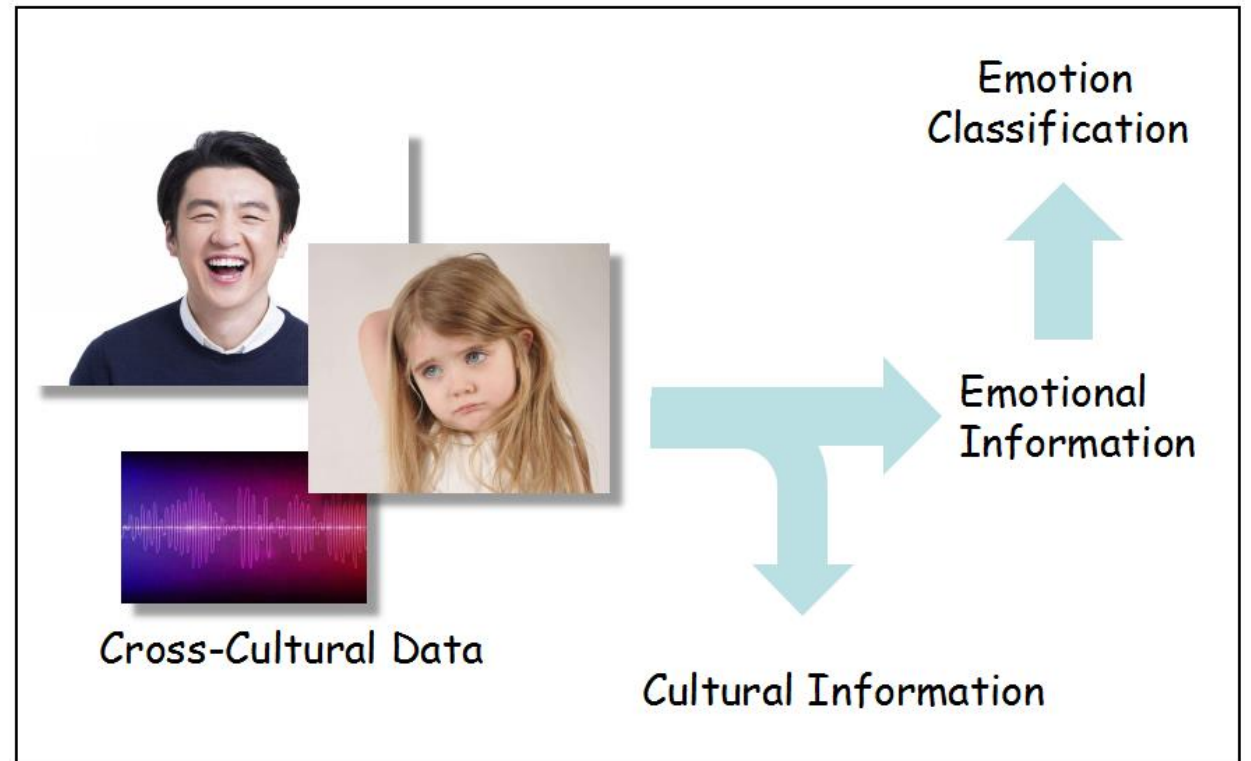 Emotion
Classification
Emotional
Information
Cross-Cultural Data
Cultural Information